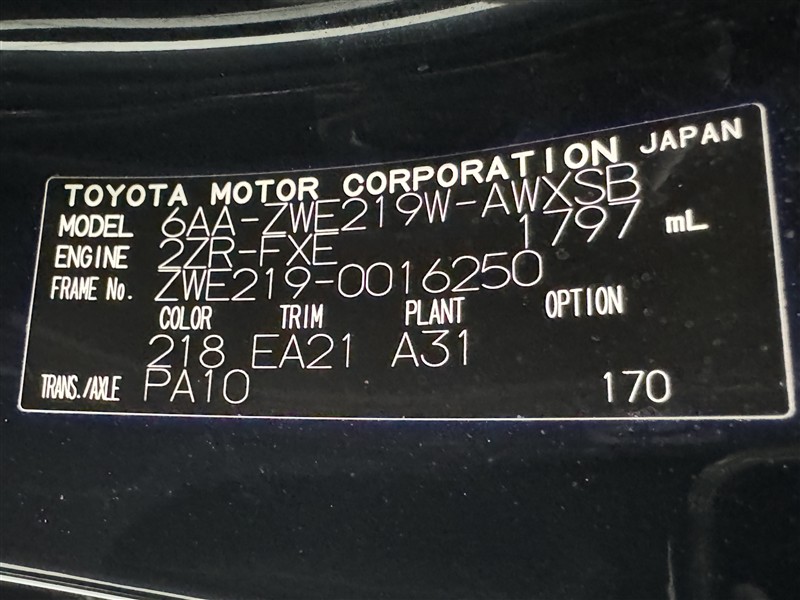 TOYOTA MOTOR CORPORATION JAPAN
MODEL 6AA-ZWE219W-AWXSB
ENGINE 2ZR-FXE 1797 mL
FRAME No. ZWE219-0016250
COLOR TRIM PLANT OPTION
218 EA21 A31
TRANS./AXLE PA10 170